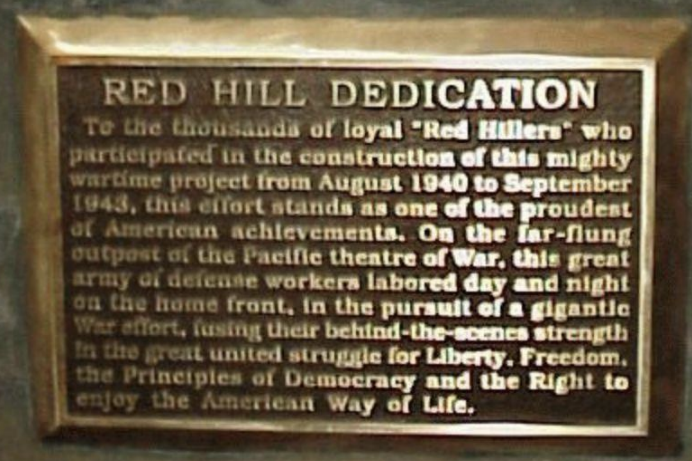 RED HILL DEDICATION
To the thousands of loyal "Red Hillers" who
participated in the construction of this mighty
wartime project from August 1940 to September
1943, this effort stands as one of the proudest
of American achievements. On the far-flung
outpost of the Pacific theatre of War, this great
army of defense workers labored day and night
on the home front, in the pursuit of a gigantic
War effort, fusing their behind-the-scenes strength
in the great united struggle for Liberty, Freedom,
the Principles of Democracy and the Right to
enjoy the American Way of Life.